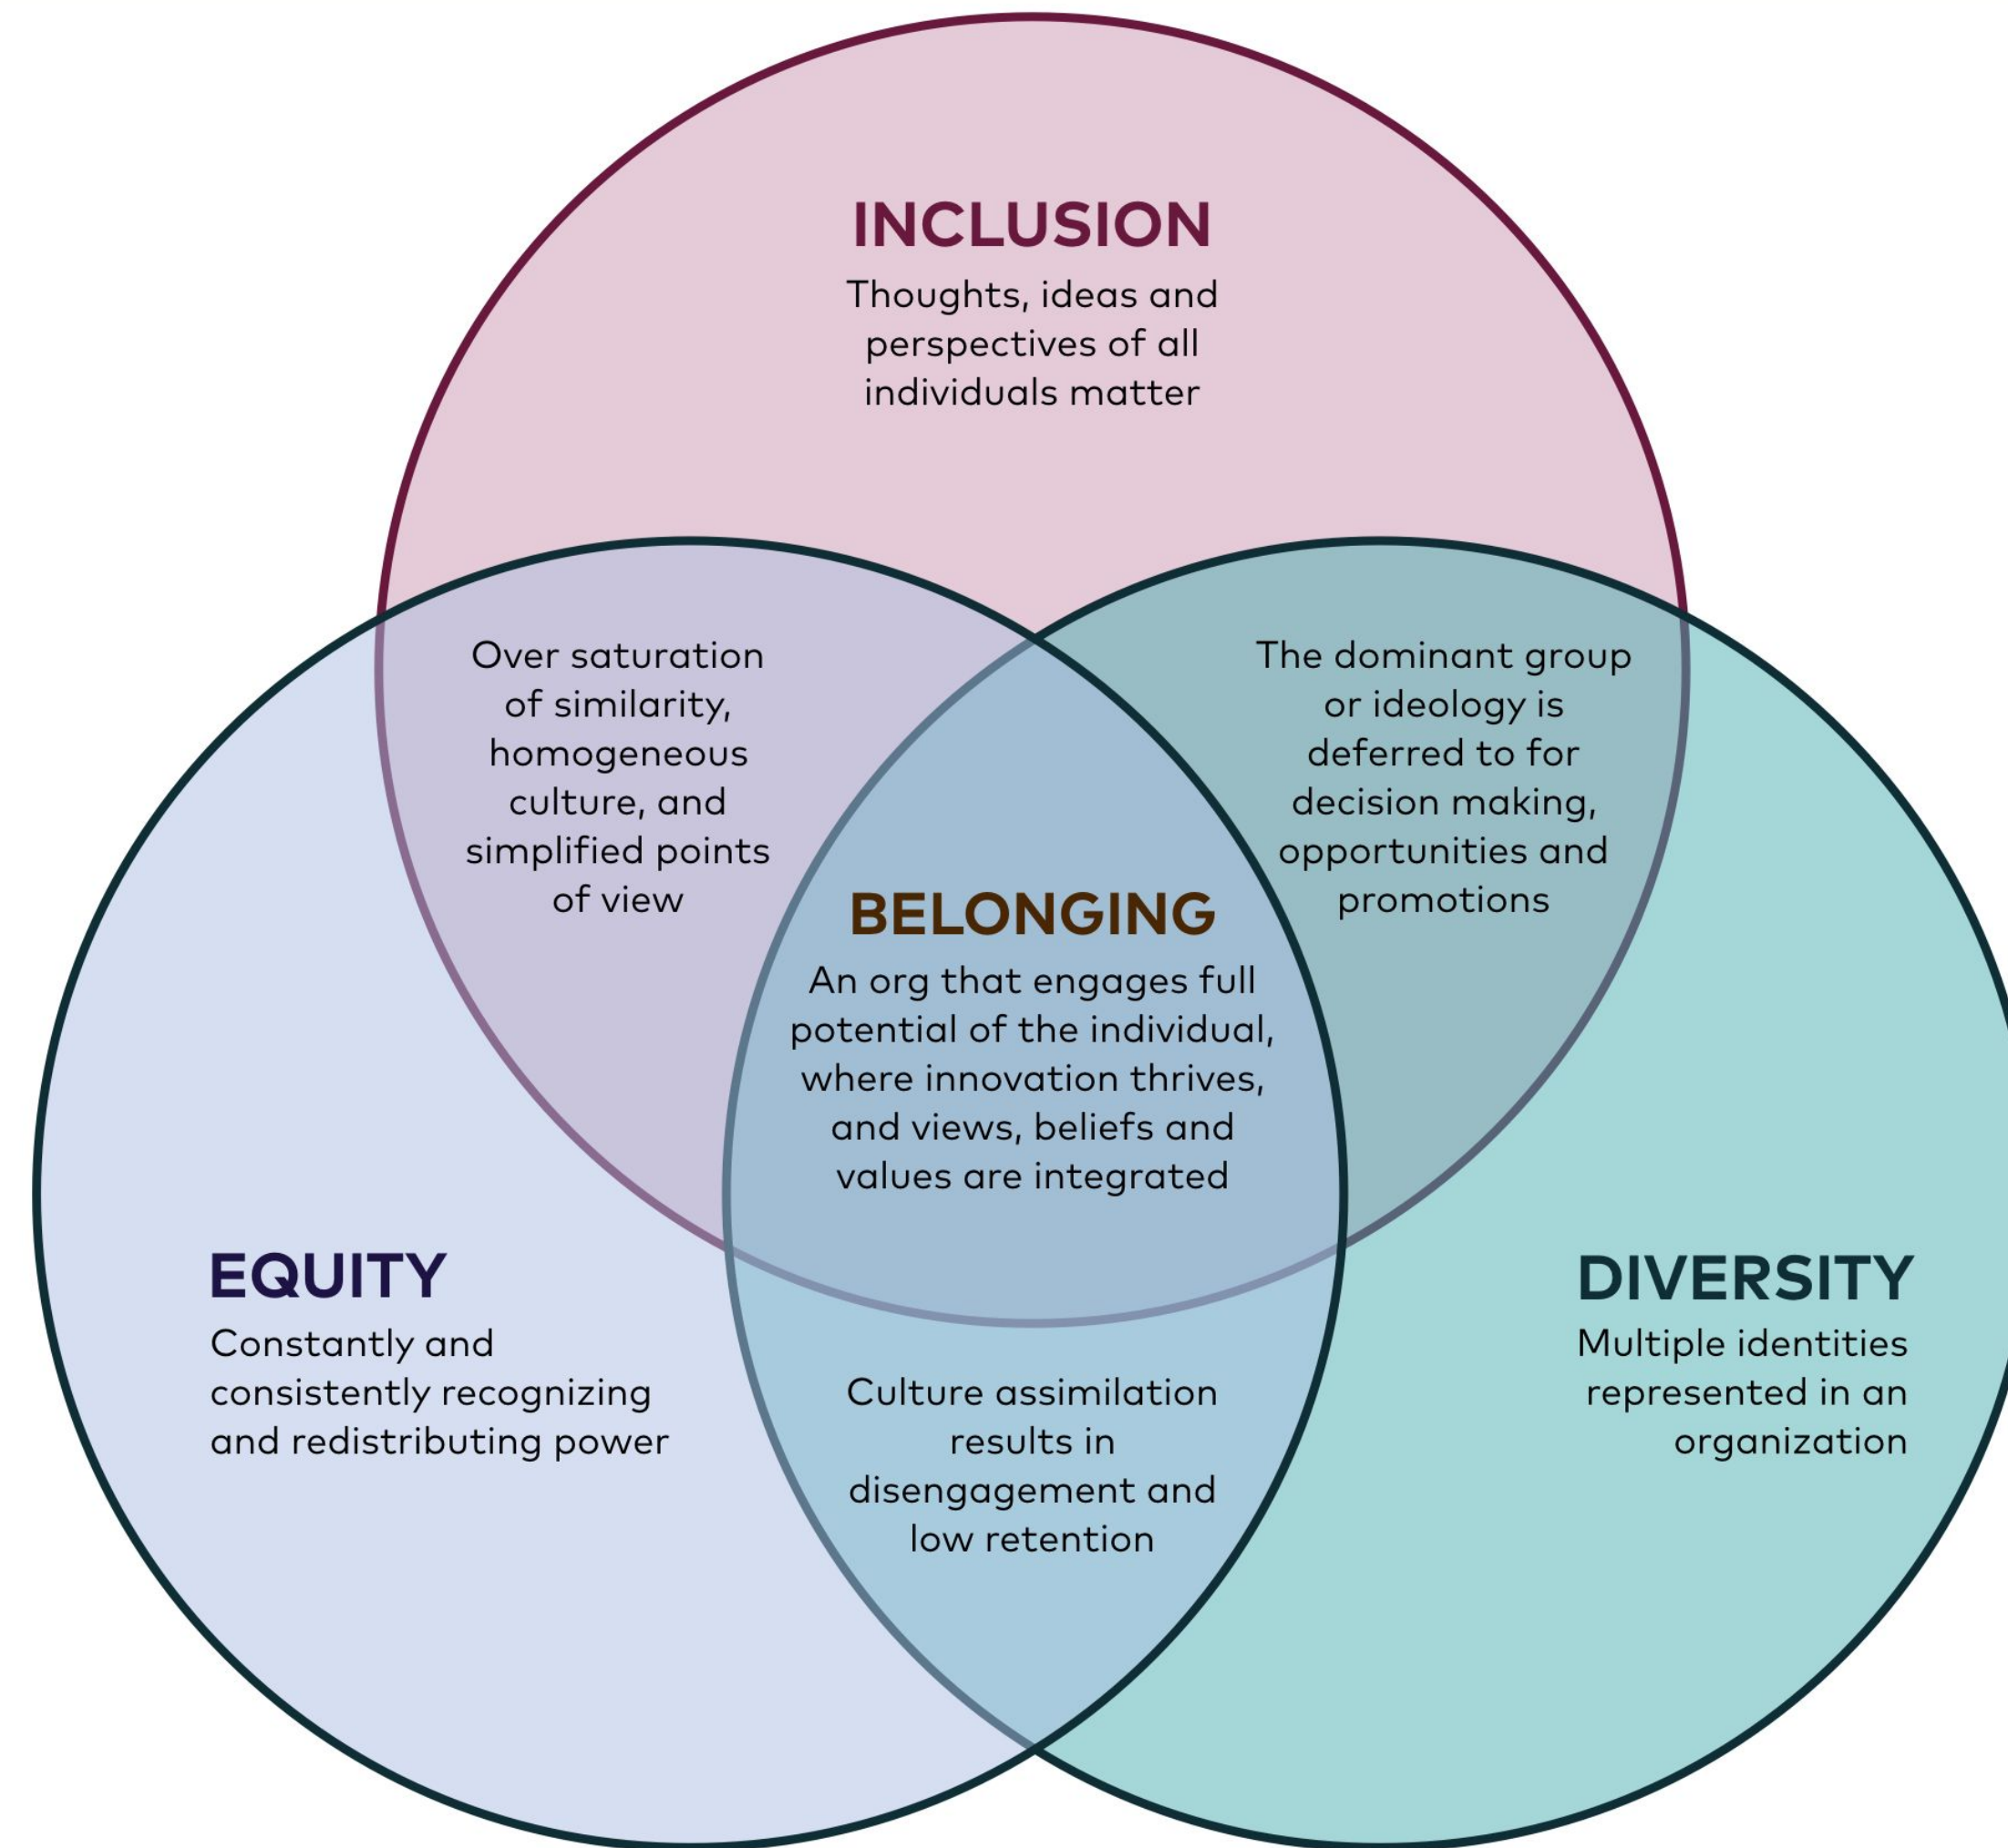 INCLUSION
Thoughts, ideas and
perspectives of all
individuals matter
Over saturation
of similarity,
homogeneous
culture, and
simplified points
of view
The dominant group
or ideology is
deferred to for
decision making,
opportunities and
promotions
BELONGING
An org that engages full
potential of the individual,
where innovation thrives,
and views, beliefs and
values are integrated
EQUITY
Constantly and
consistently recognizing
and redistributing power
DIVERSITY
Multiple identities
represented in an
organization
Culture assimilation
results in
disengagement and
low retention